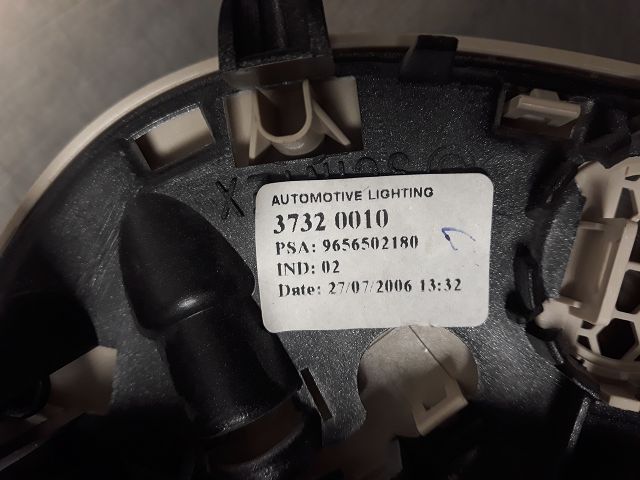 AUTOMOTIVE LIGHTING
3732 0010
PSA: 9656502180
IND: 02
Date: 27/07/2006 13:32